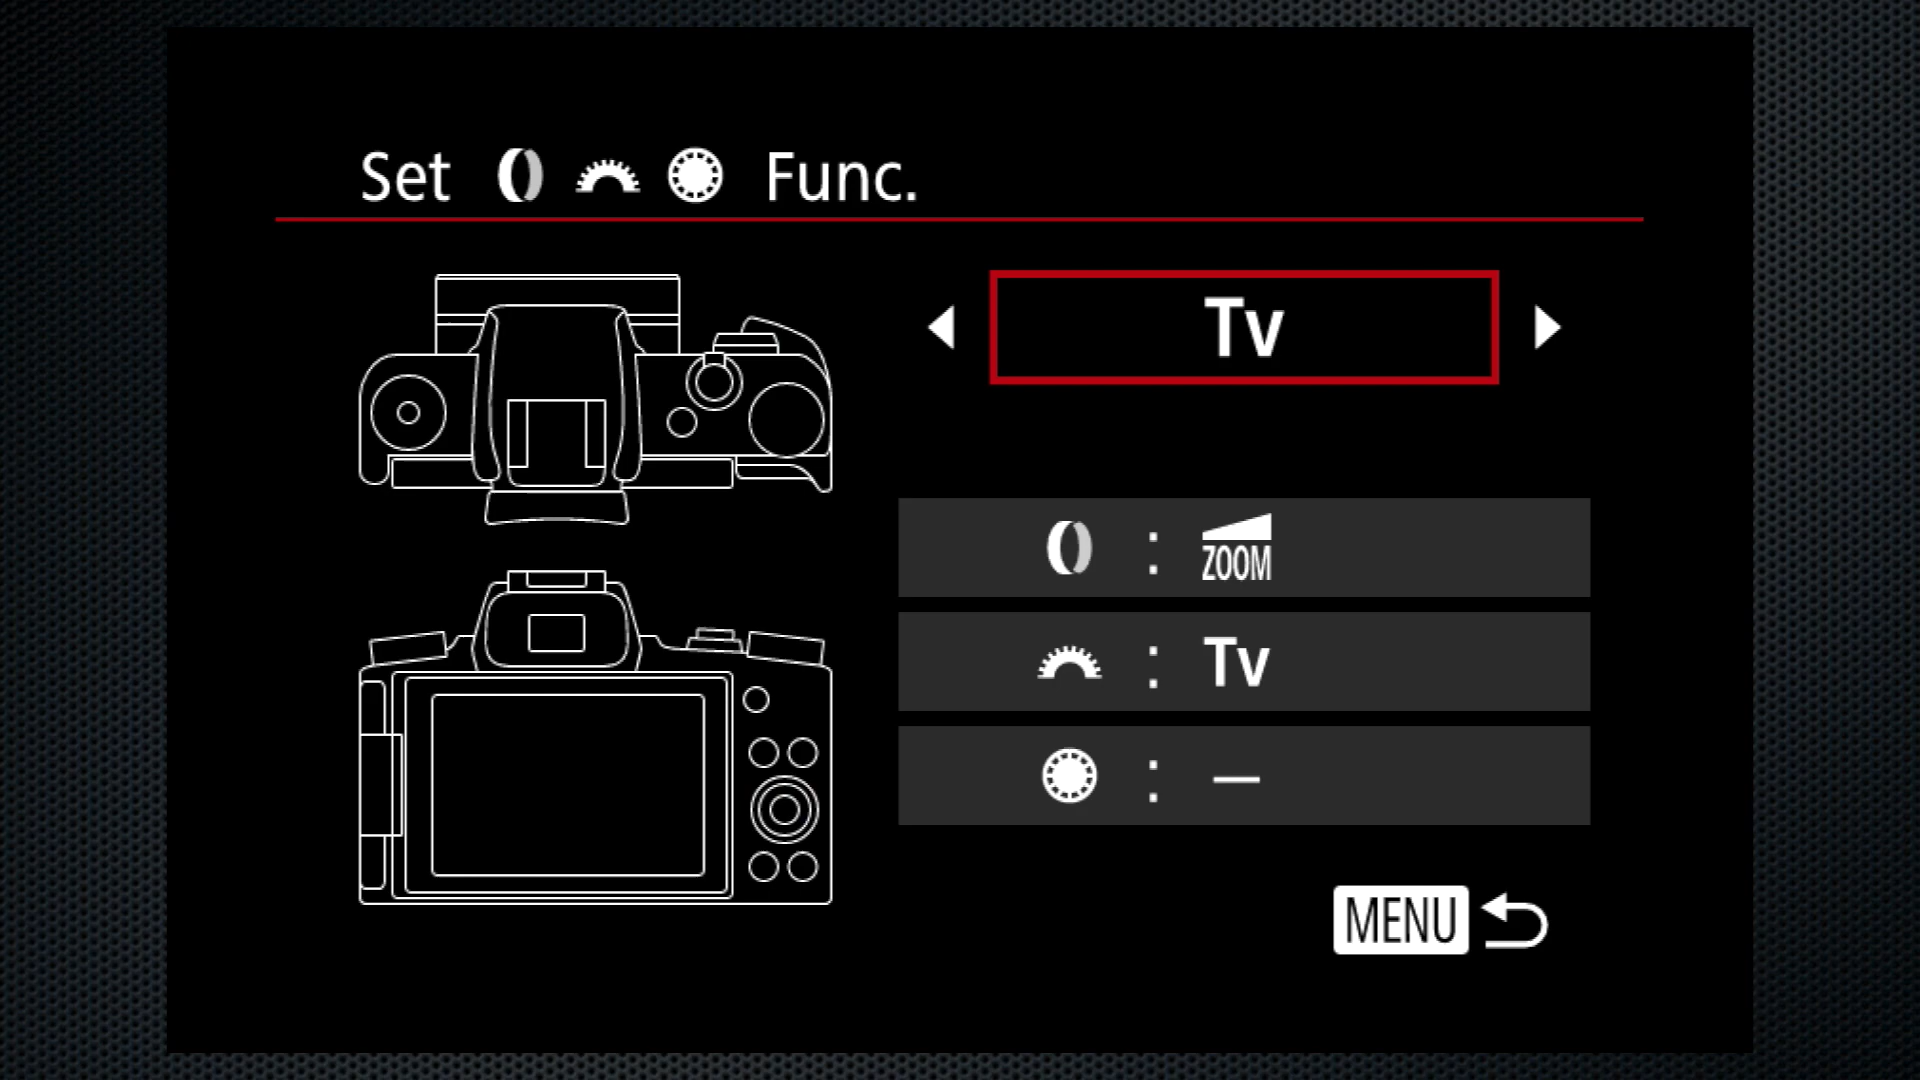 Set Func.
Tv
: ZOOM
: Tv
: —
MENU